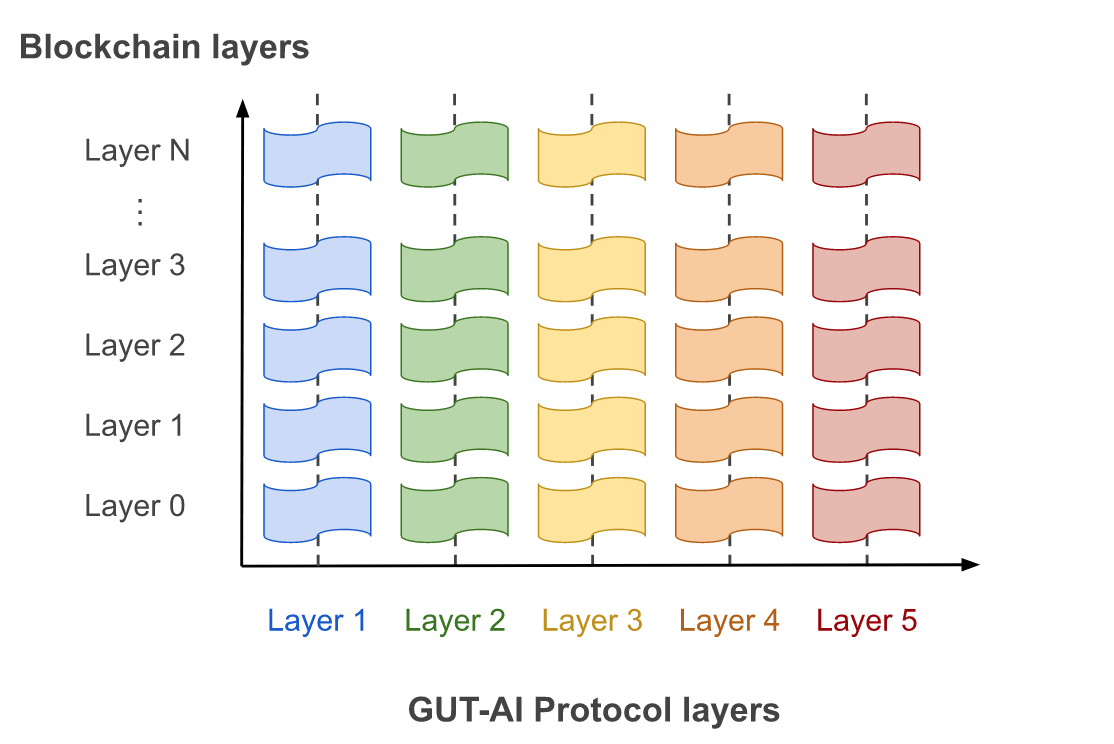 Blockchain layers
Layer N
⋮
Layer 3
Layer 2
Layer 1
Layer 0
Layer 1 Layer 2 Layer 3 Layer 4 Layer 5
GUT-AI Protocol layers